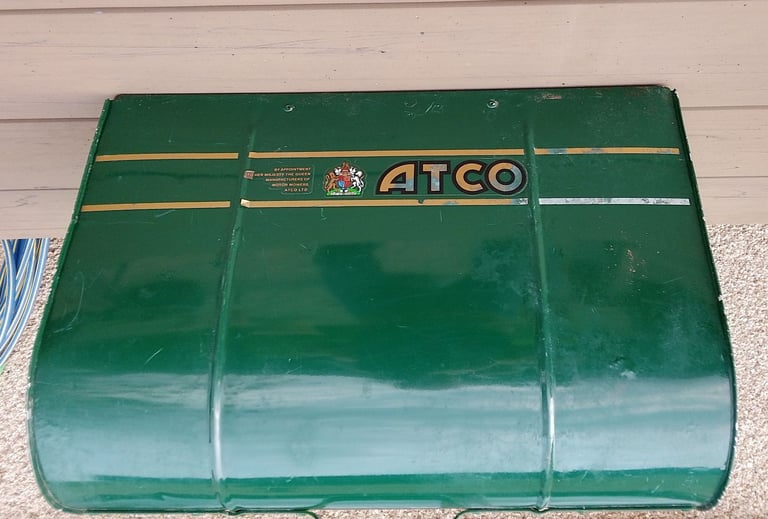 BY APPOINTMENT
HER MAJESTY THE QUEEN
MANUFACTURERS OF
MOTOR MOWERS,
ATCO LTD.
ATCO